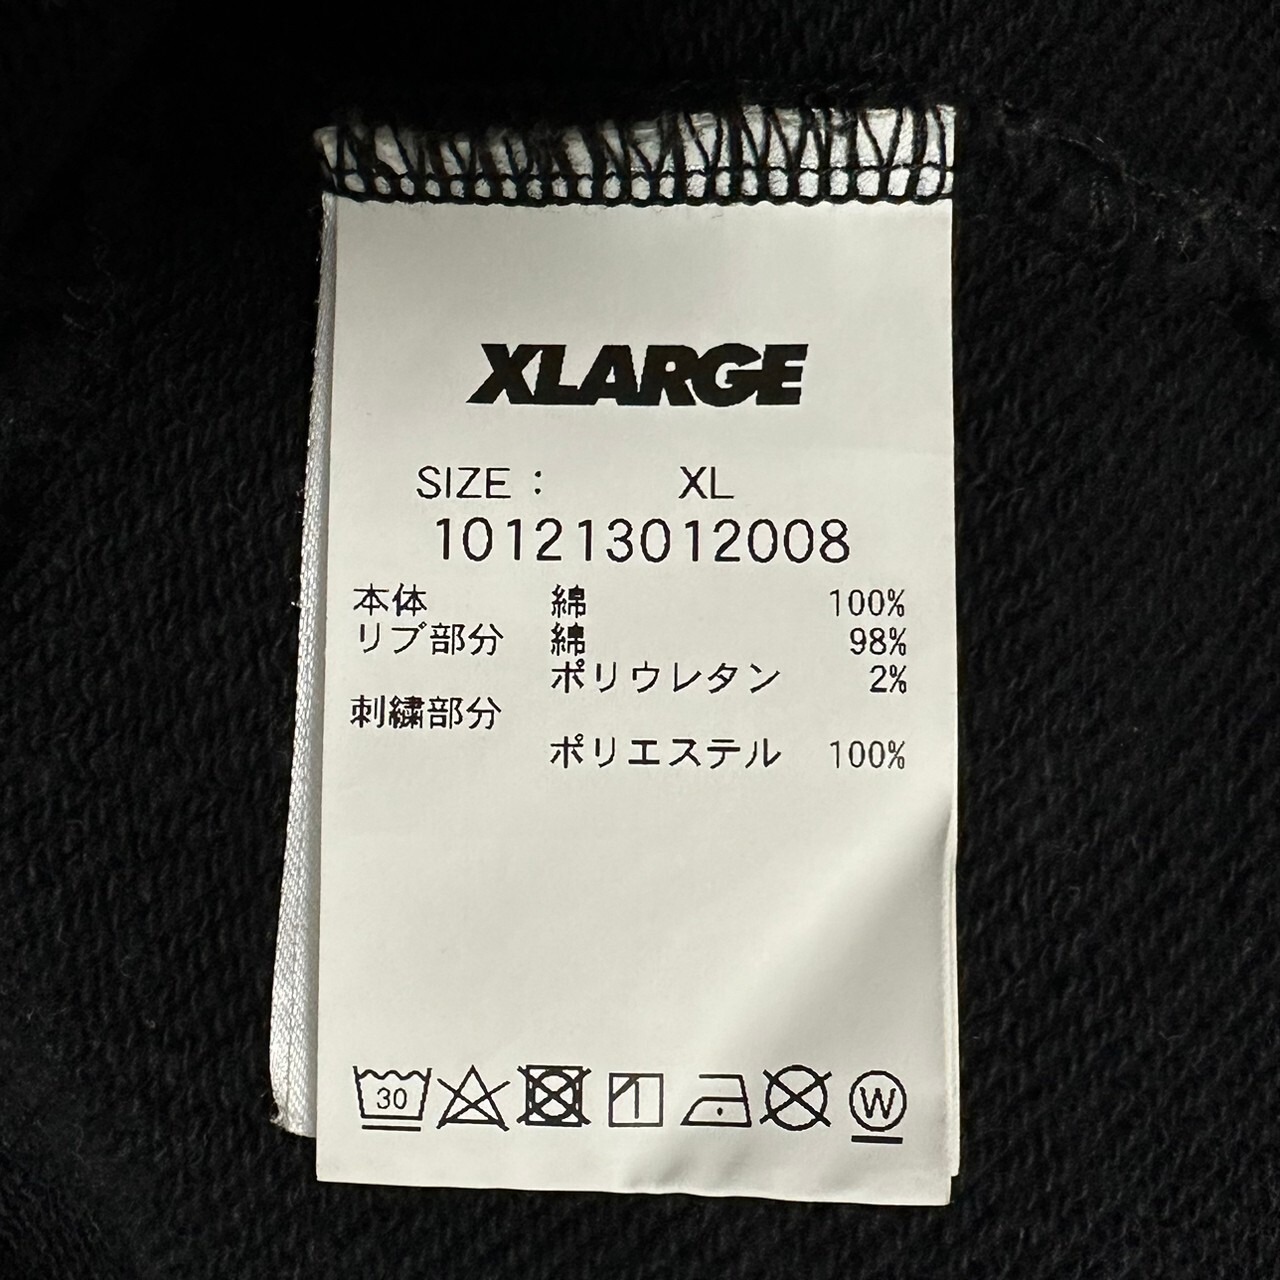 XLARGE
SIZE : XL
101213012008
本体 綿 100%
リブ部分 綿 98%
ポリウレタン 2%
刺繍部分
ポリエステル 100%
30 W